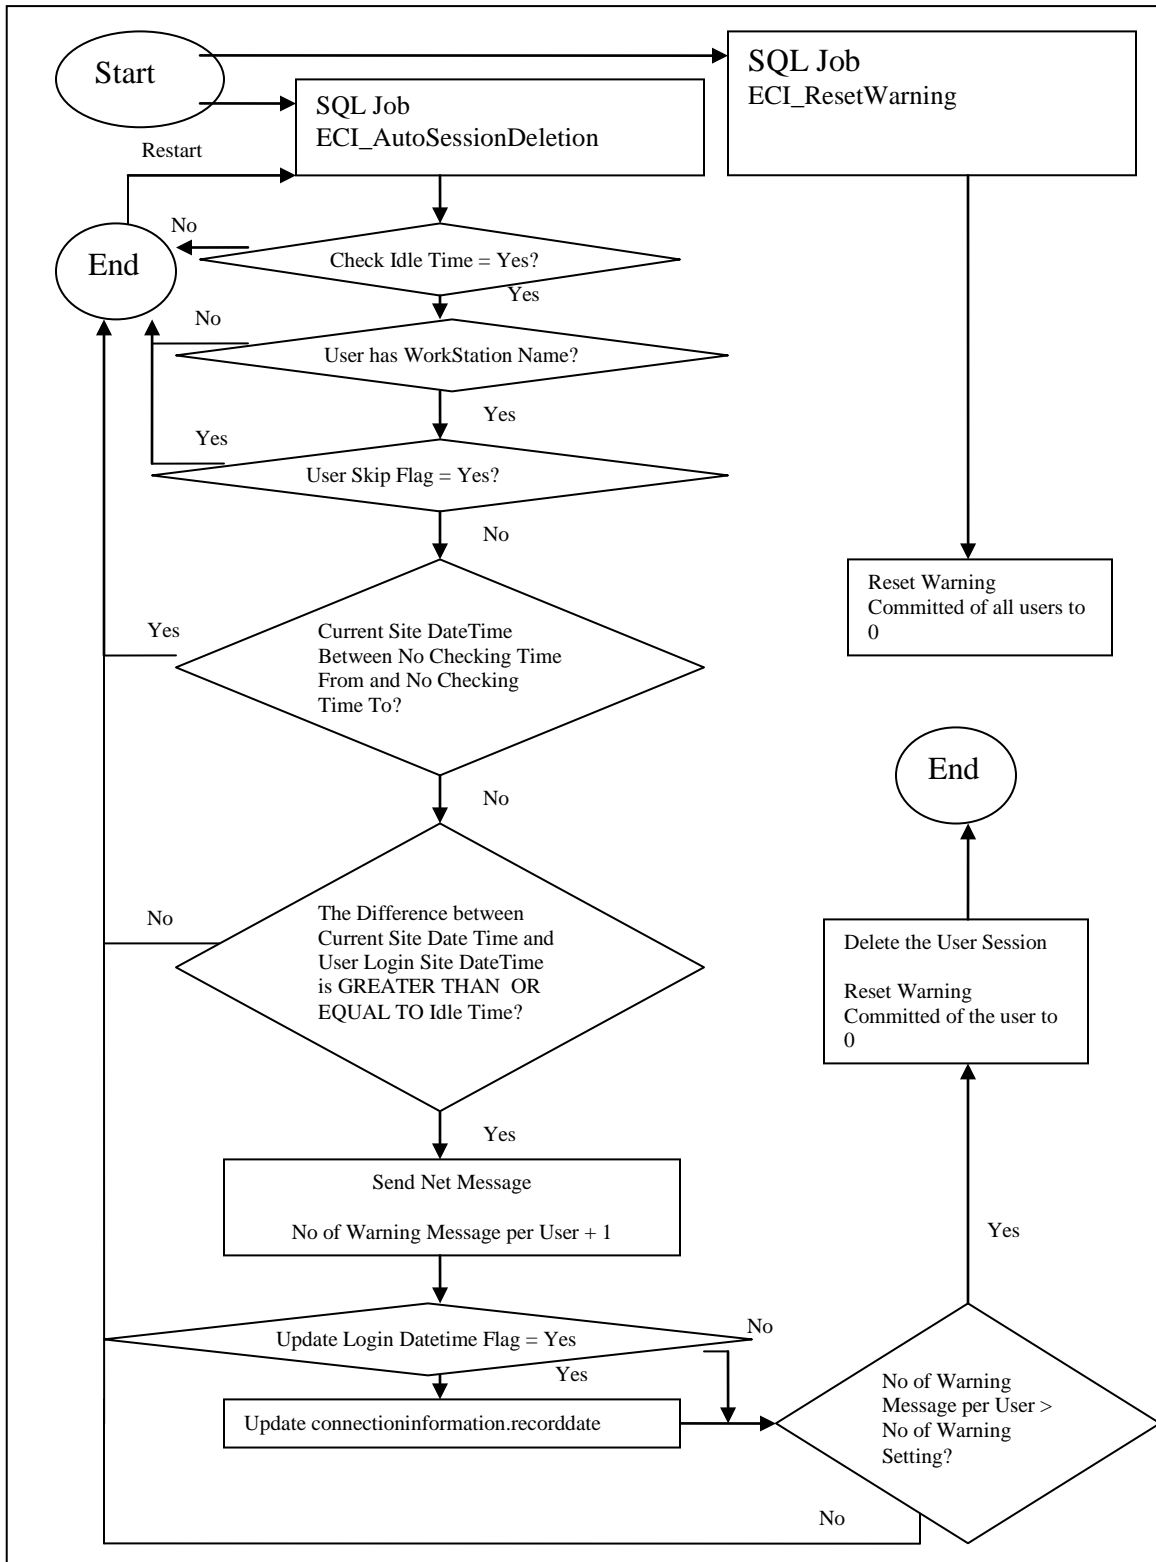 Start
SQL Job
ECI_ResetWarning
SQL Job
ECI_AutoSessionDeletion
Restart
No
End
Check Idle Time = Yes?
Yes
No
User has WorkStation Name?
Yes
Yes
User Skip Flag = Yes?
No
Reset Warning
Committed of all users to
0
Yes
Current Site DateTime
Between No Checking Time
From and No Checking
Time To?
End
No
No
The Difference between
Current Site Date Time and
User Login Site DateTime
is GREATER THAN OR
EQUAL TO Idle Time?
Delete the User Session
Reset Warning
Committed of the user to
0
Yes
Send Net Message
No of Warning Message per User + 1
Yes
Update Login Datetime Flag = Yes
No
Yes
Update connectioninformation.recorddate
No of Warning
Message per User >
No of Warning
Setting?
No